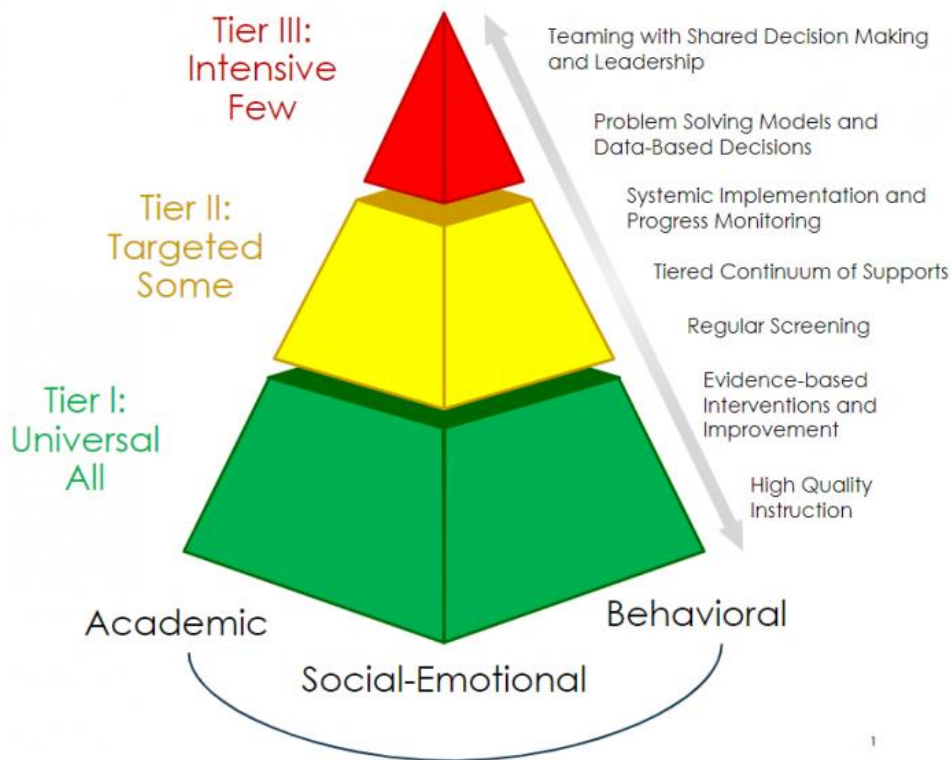 Tier III:
Intensive
Few
Teaming with Shared Decision Making
and Leadership
Problem Solving Models and
Data-Based Decisions
Tier II:
Targeted
Some
Systemic Implementation and
Progress Monitoring
Tiered Continuum of Supports
Regular Screening
Tier I:
Universal
All
Evidence-based
Interventions and
Improvement
High Quality
Instruction
Academic
Behavioral
Social-Emotional
1